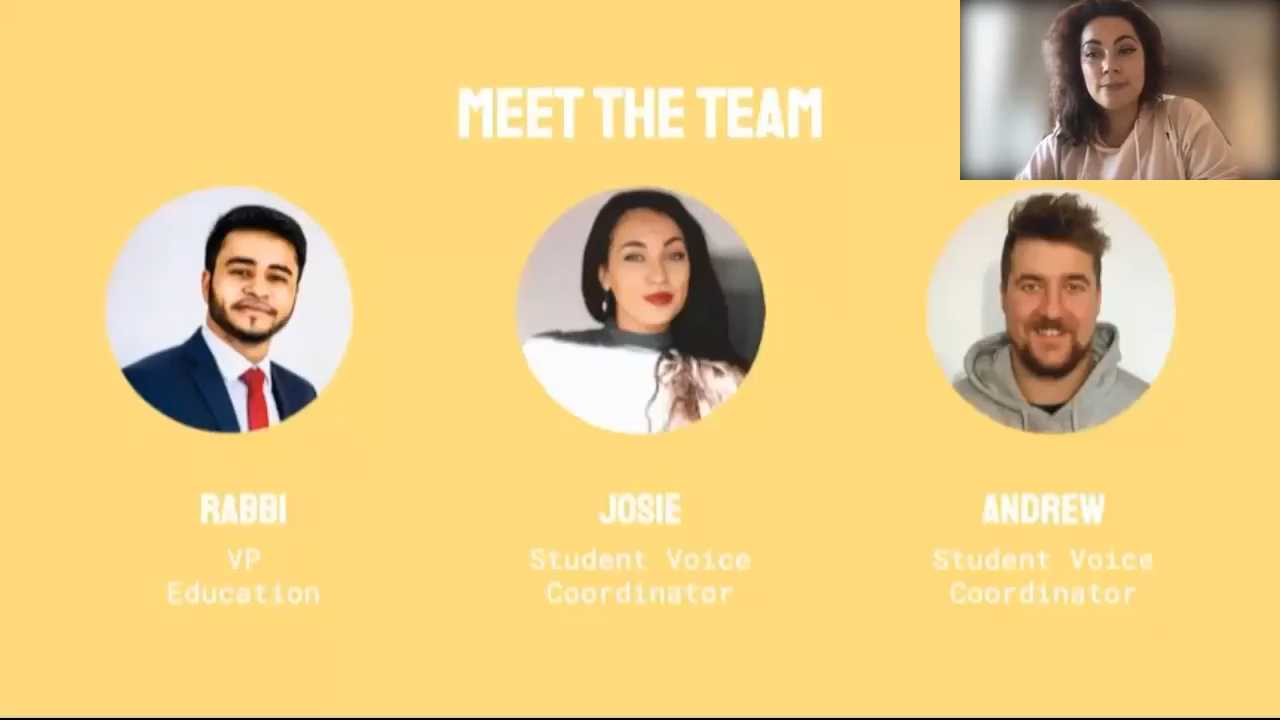 MEET THE TEAM
RABBI
VP
Education
JOSIE
Student Voice
Coordinator
ANDREW
Student Voice
Coordinator